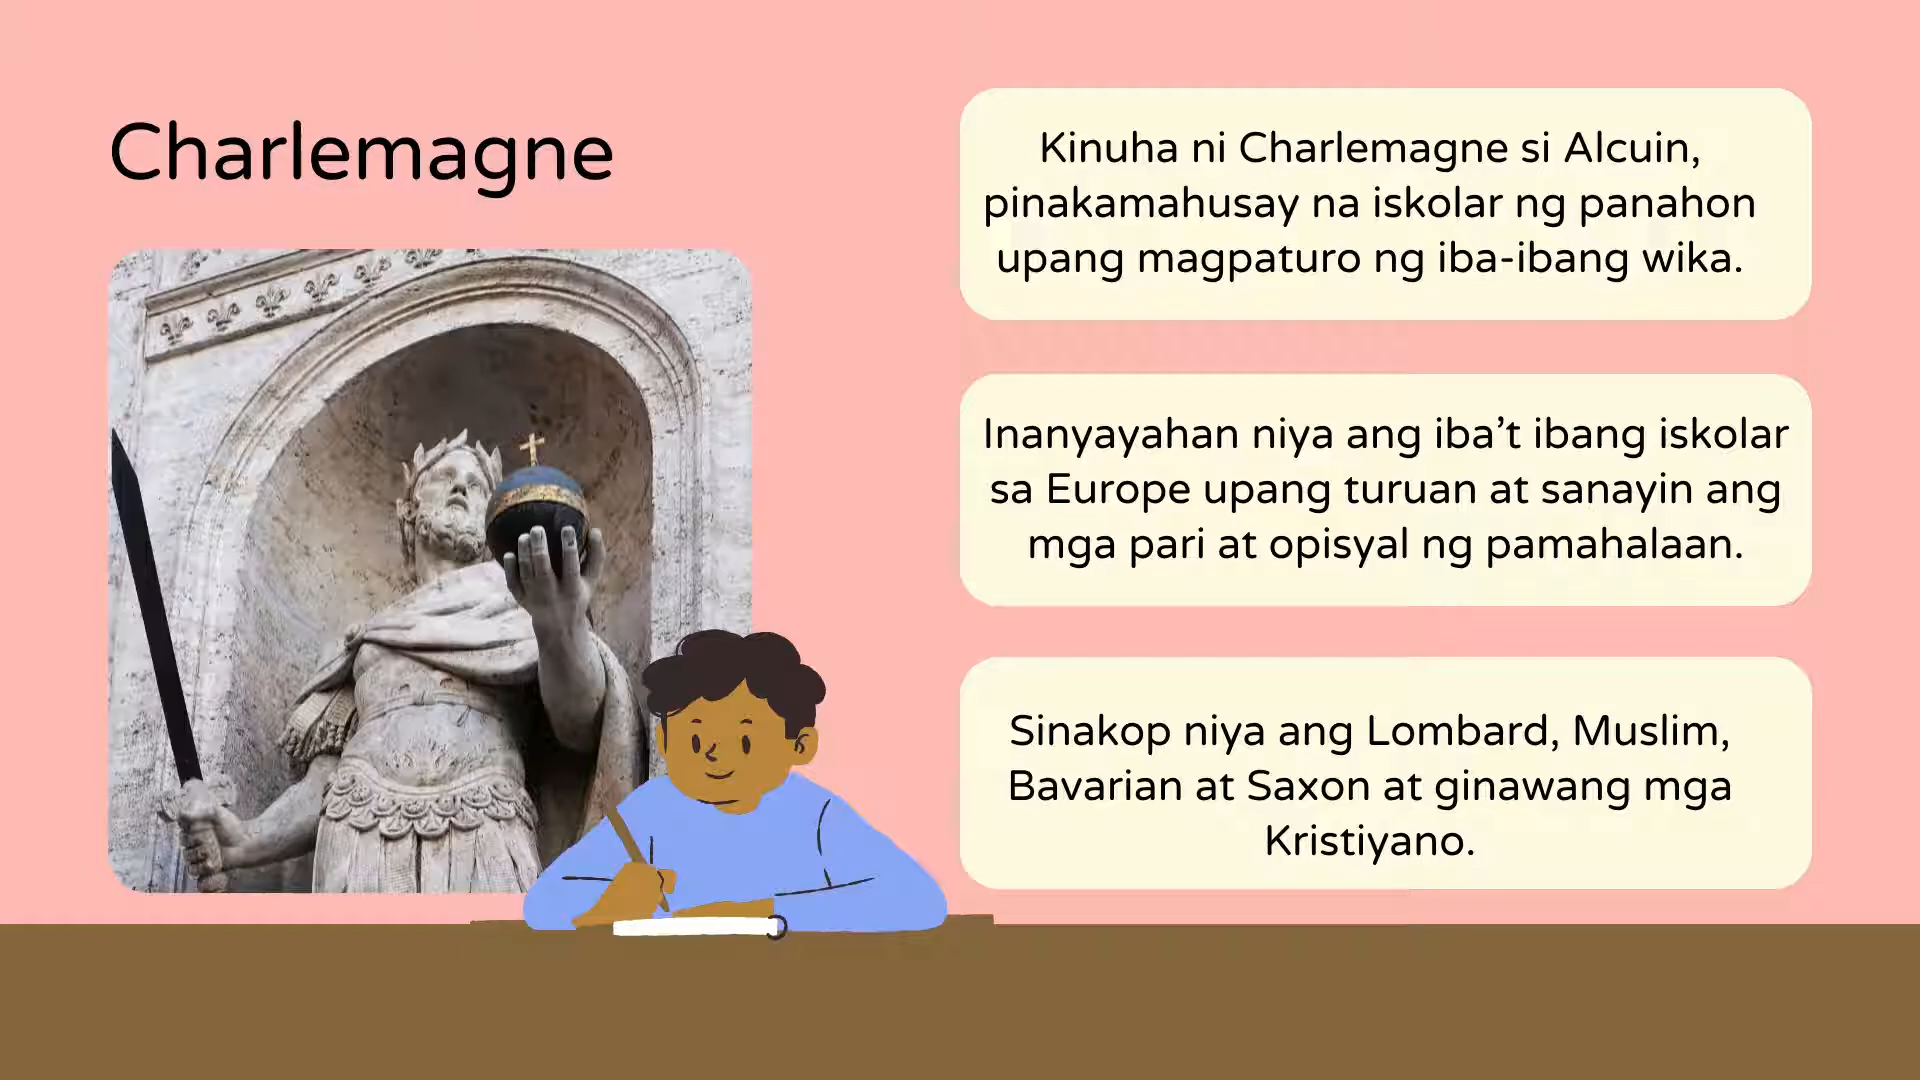 Charlemagne
Kinuha ni Charlemagne si Alcuin,
pinakamahusay na iskolar ng panahon
upang magpaturo ng iba-ibang wika.
Inanyayahan niya ang iba’t ibang iskolar
sa Europe upang turuan at sanayin ang
mga pari at opisyal ng pamahalaan.
Sinakop niya ang Lombard, Muslim,
Bavarian at Saxon at ginawang mga
Kristiyano.